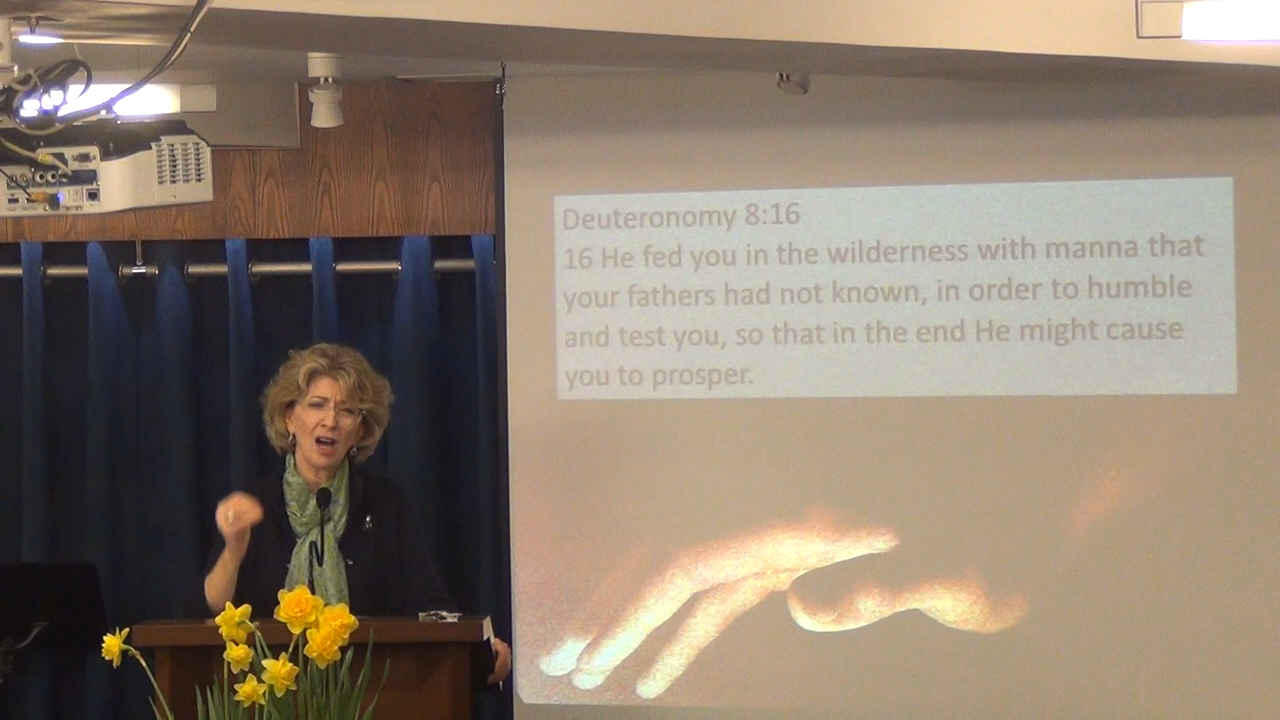 Deuteronomy 8:16
16 He fed you in the wilderness with manna that
your fathers had not known, in order to humble
and test you, so that in the end He might cause
you to prosper.